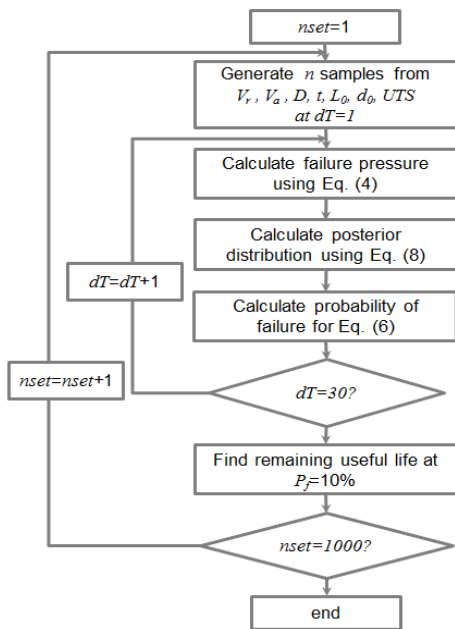 nset=1
Generate n samples from
Vr , Va , D, t, L0, d0, UTS
at dT=1
Calculate failure pressure
using Eq. (4)
Calculate posterior
distribution using Eq. (8)
dT=dT+1
Calculate probability of
failure for Eq. (6)
nset=nset+1
dT=30?
Find remaining useful life at
Pf=10%
nset=1000?
end